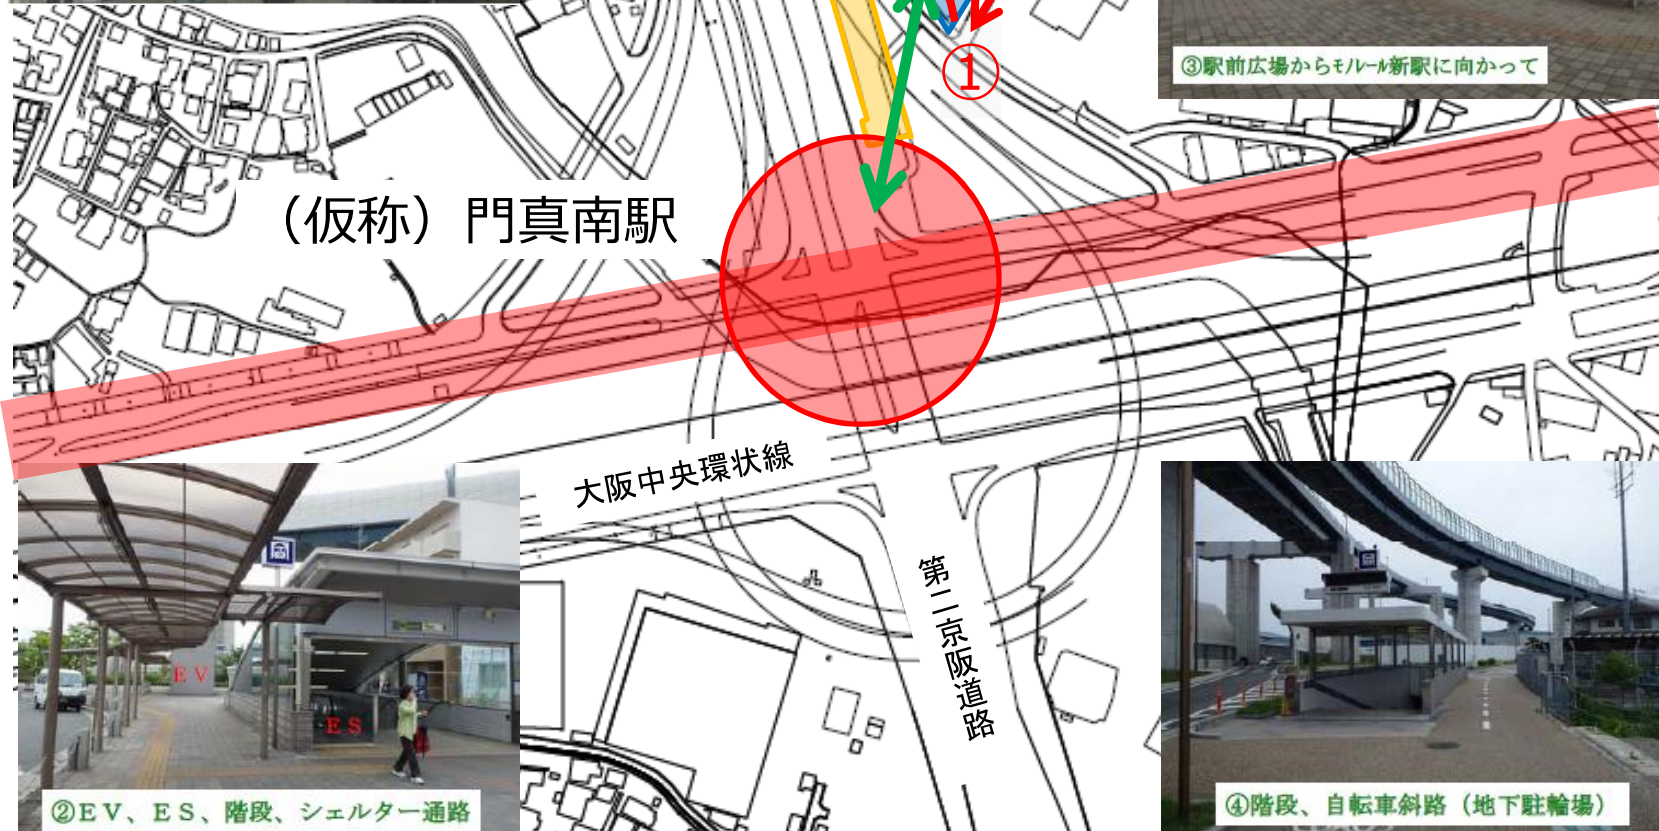 ①
③駅前広場からモノレール新駅に向かって
（仮称）門真南駅
大阪中央環状線
第二京阪道路
ＥＶ
ＥＳ
②ＥＶ、ＥＳ、階段、シェルター通路
④階段、自転車斜路（地下駐輪場）